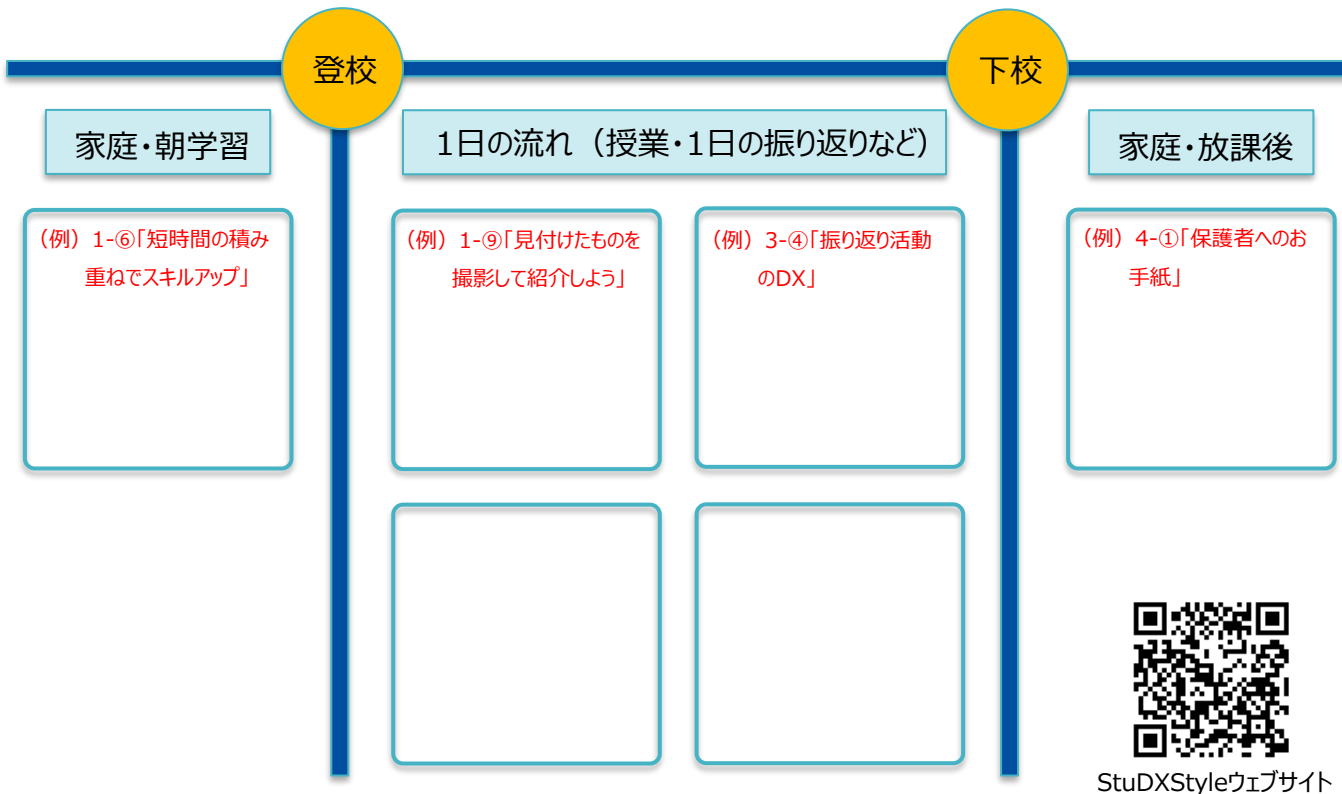 登校
下校
家庭・朝学習
1日の流れ（授業・1日の振り返りなど）
家庭・放課後
（例）1-⑥「短時間の積み
重ねでスキルアップ」
（例）1-⑨「見付けたものを
撮影して紹介しよう」
（例）3-④「振り返り活動
のDX」
（例）4-①「保護者へのお
手紙」
StuDXStyleウェブサイト